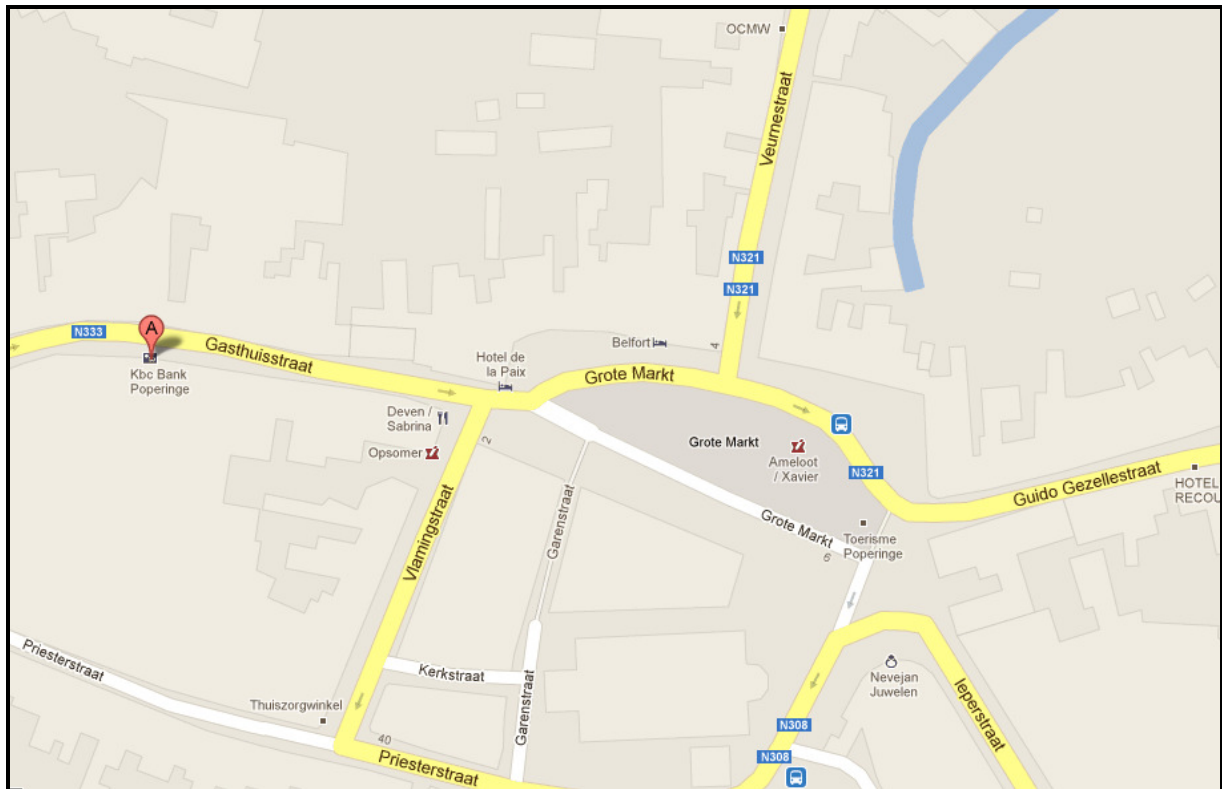 OCMW
Veurnestraat
N321
N321
N333
A
Gasthuisstraat
Kbc Bank
Poperinge
Hotel de
la Paix
Belfort
4
Grote Markt
Deven /
Sabrina
2
Opsomer
Grote Markt
Ameloot
/ Xavier
N321
Guido Gezellestraat
HOTEL
RECOU
Vlamingstraat
Garenstraat
Grote Markt
6
Toerisme
Poperinge
Priesterstraat
Kerkstraat
Garenstraat
Nevejan
Juwelen
Ieperstraat
Thuiszorgwinkel
40
Priesterstraat
N308
N308